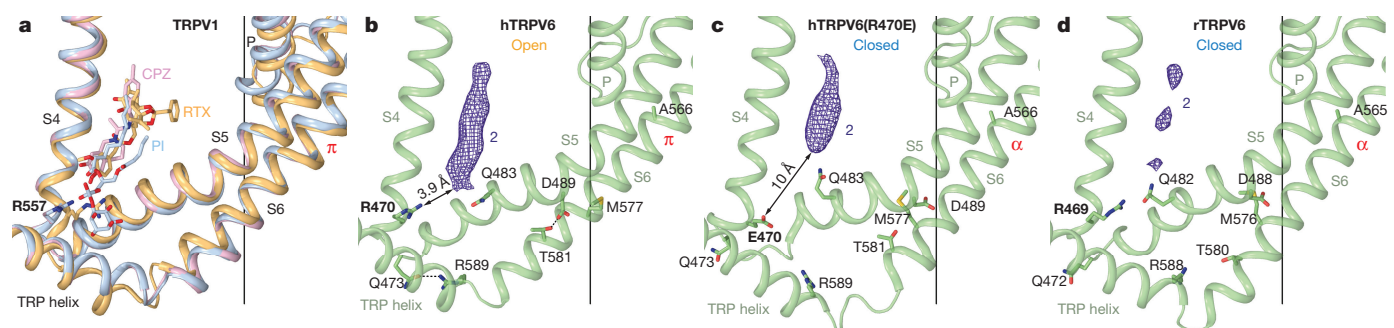 a TRPV1
P
CPZ
RTX
S4
S5
PI
π
R557
S6
TRP helix
b hTRPV6
Open
P
A566
S4
2
S5
π
3.9 Å
Q483
D489
S6
R470
M577
T581
Q473
R589
TRP helix
c hTRPV6(R470E)
Closed
P
A566
S4
2
S5
α
10 Å
Q483
S6
M577
D489
E470
T581
Q473
R589
TRP helix
d rTRPV6
Closed
P
2
A565
S4
S5
α
Q482
D488
S6
R469
M576
T580
Q472
R588
TRP helix